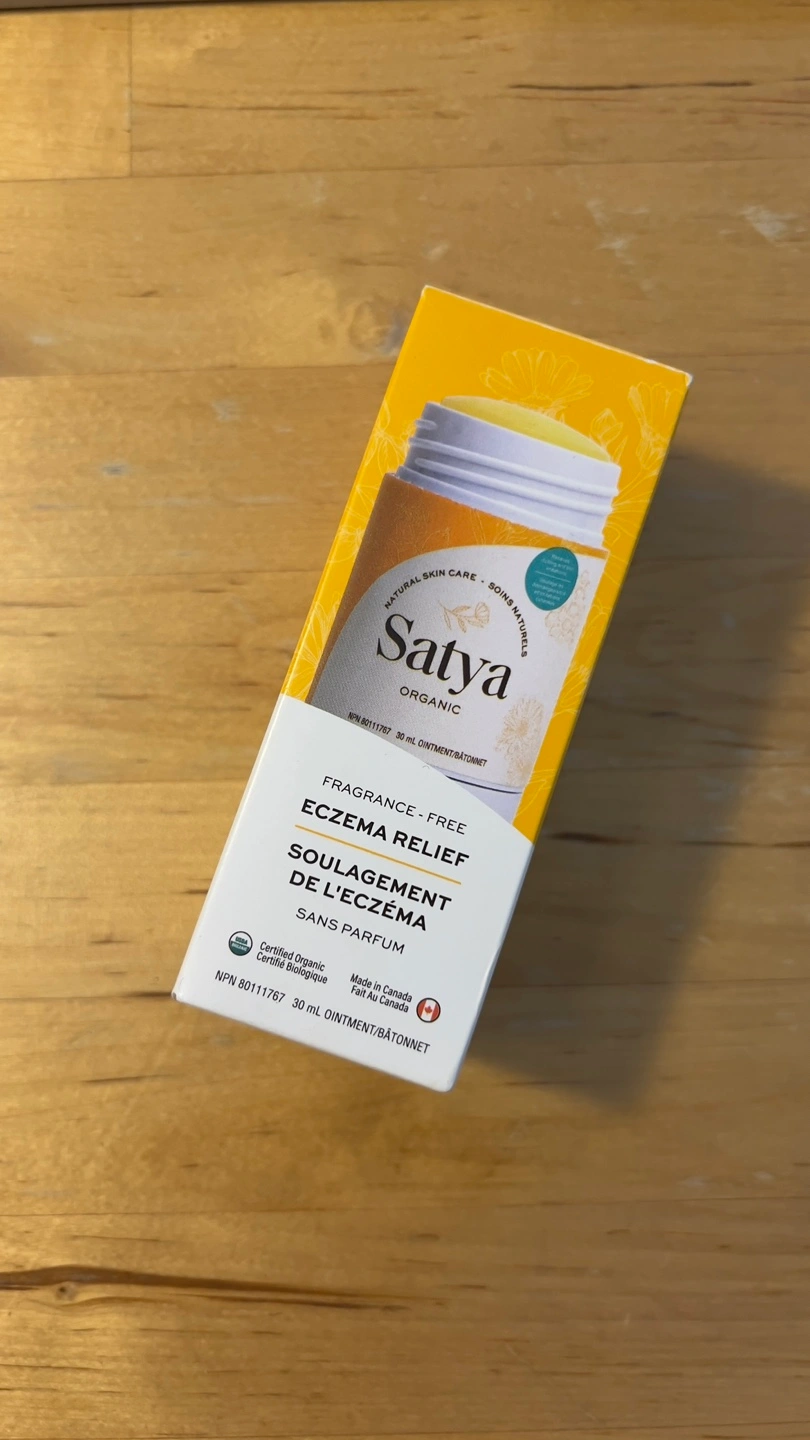 NATURAL SKIN CARE • SOINS NATURELS
Satya
ORGANIC
NPN 80111767 30 mL OINTMENT/BÂTONNET
FRAGRANCE - FREE
ECZEMA RELIEF
SOULAGEMENT
DE L'ECZÉMA
SANS PARFUM
USDA
ORGANIC
Certified Organic
Certifié Biologique
Made in Canada
Fait Au Canada
NPN 80111767 30 mL OINTMENT/BÂTONNET